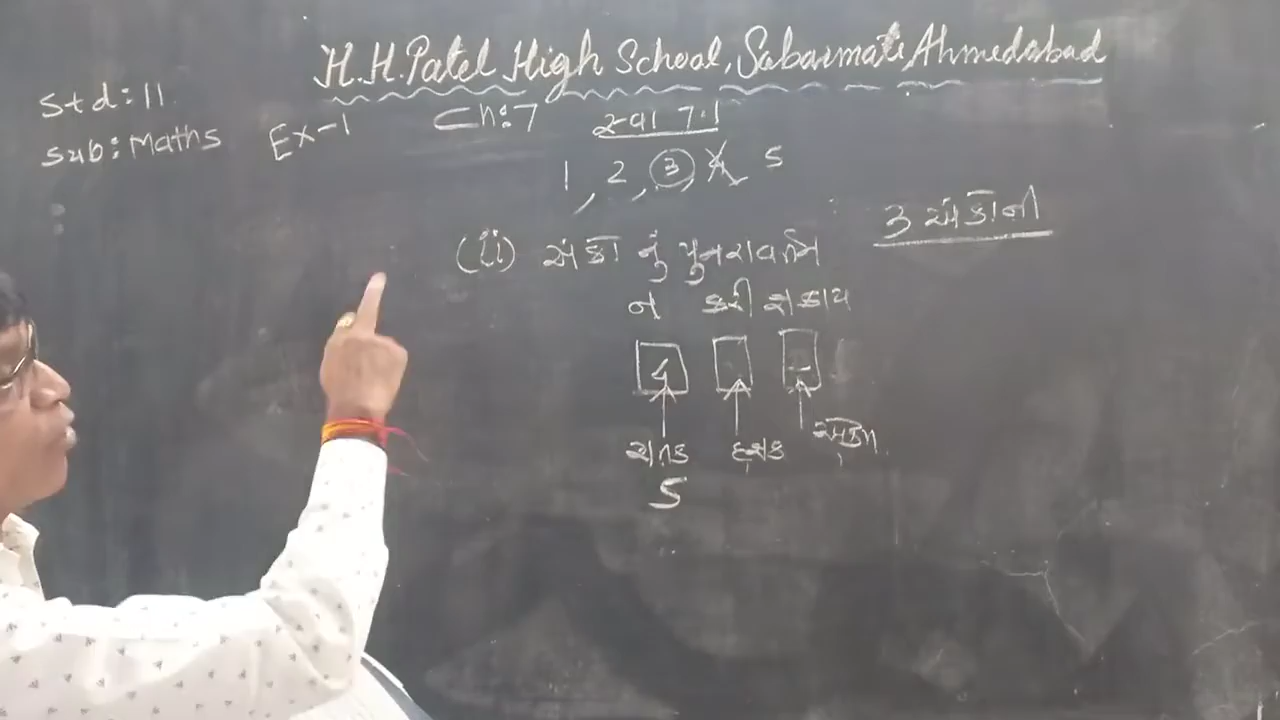 H.H.Patel High School, Sabarmati, Ahmedabad
Std: 11
Sub: Maths
Ex-1
Ch:7
સ્વા 7.1
1, 2, 3, 4, 5
3 અંકોની
(ii) અંકો નું પુનરાવર્તન
ન કરી શકાય
4
શતક દશક એકમ
5